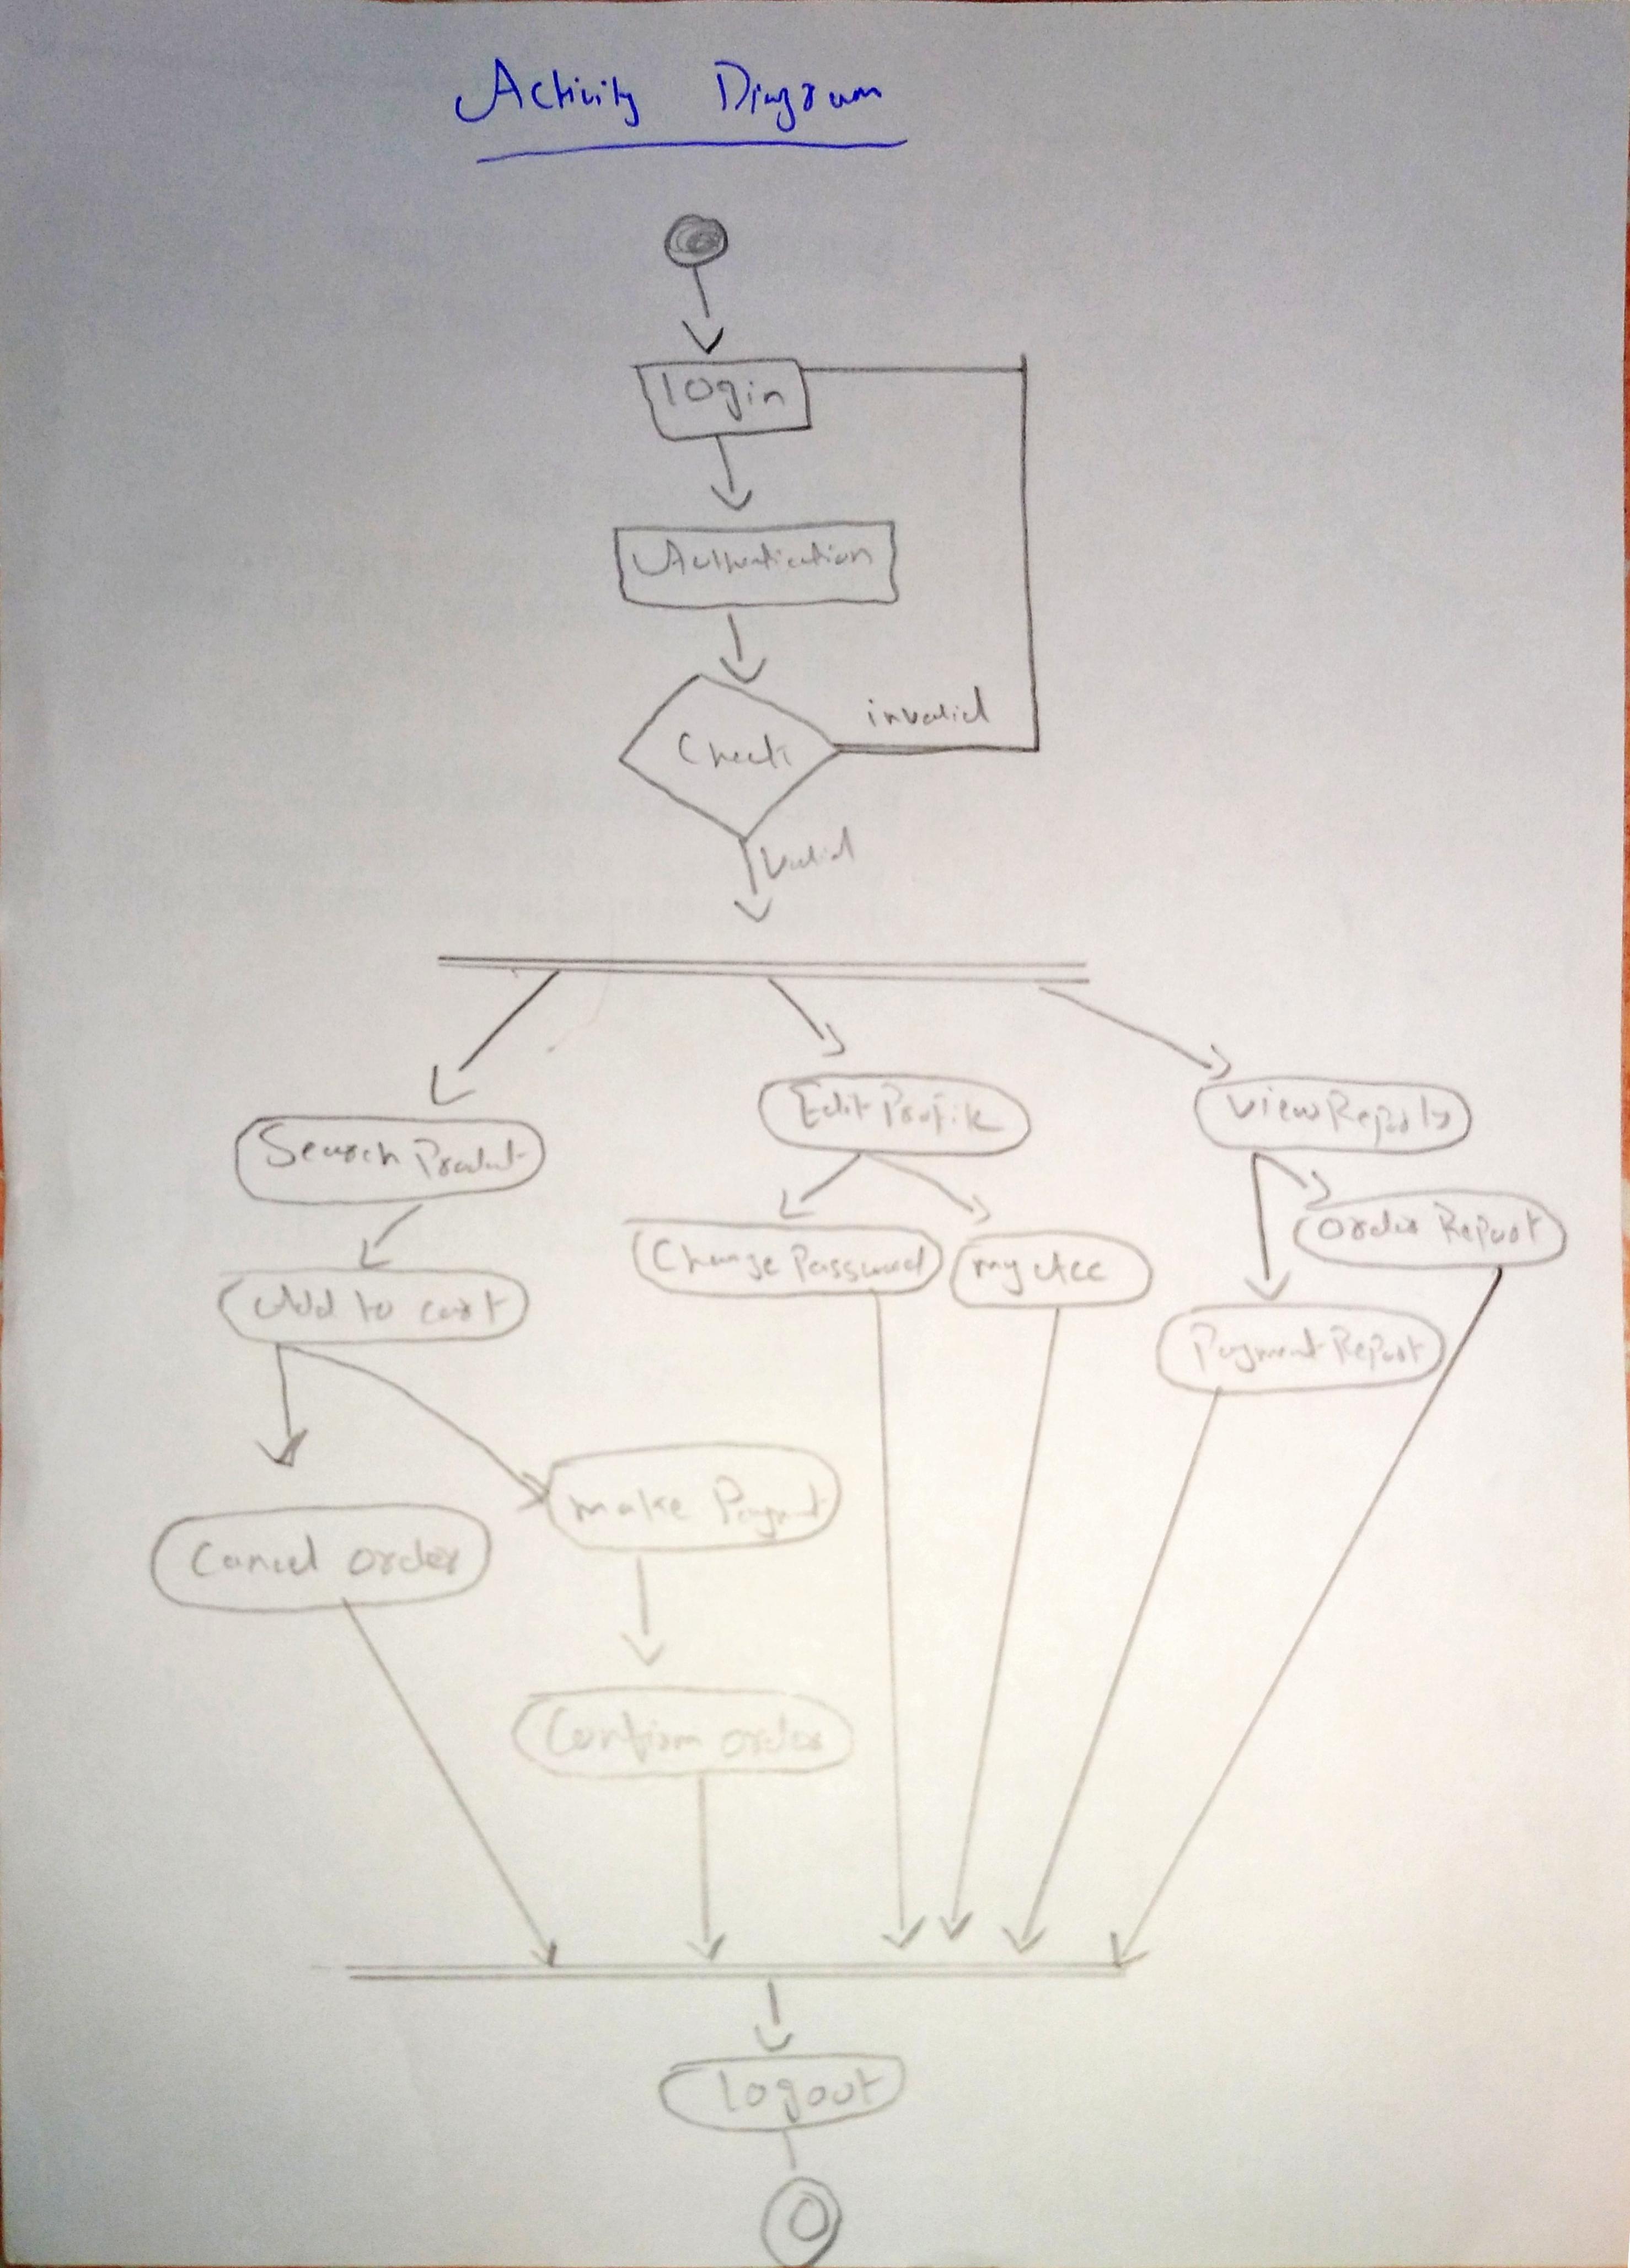 Activity Diagram
login
Authentication
invalid
Check
Valid
Edit Profile
View Reports
Search Product
Order Report
Change Password
my Acc
Add to cart
Payment Report
make Payment
Cancel order
Confirm order
logout